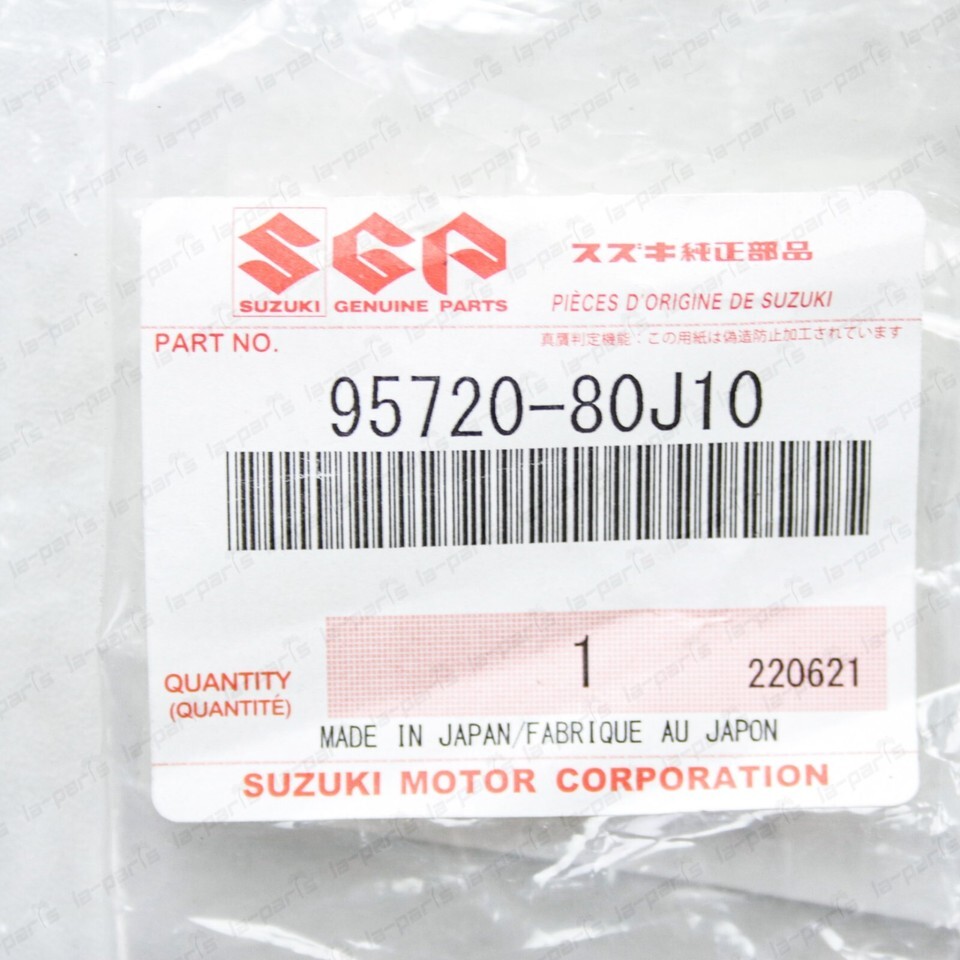 SGP スズキ純正部品
SUZUKI GENUINE PARTS PIÈCES D'ORIGINE DE SUZUKI
PART NO. 真贋判定機能：この用紙は偽造防止加工されています
95720-80J10
1 220621
QUANTITY
(QUANTITÉ)
MADE IN JAPAN/FABRIQUE AU JAPON
SUZUKI MOTOR CORPORATION
la-parts